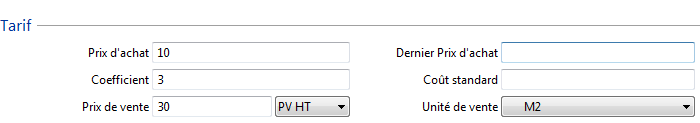 Tarif
Prix d'achat 10 Dernier Prix d'achat
Coefficient 3 Coût standard
Prix de vente 30 PV HT Unité de vente M2